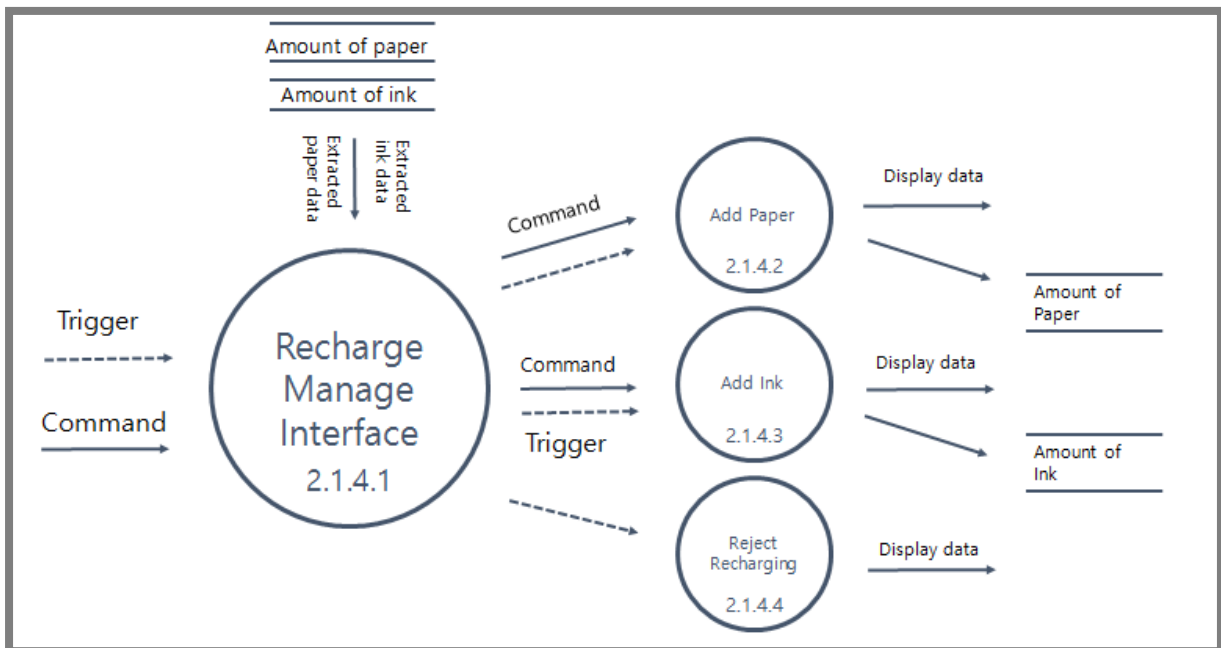 Amount of paper
Amount of ink
Extracted
paper data
Extracted
ink data
Trigger
Command
Recharge
Manage
Interface
2.1.4.1
Command
Command
Trigger
Add Paper
2.1.4.2
Add Ink
2.1.4.3
Reject
Recharging
2.1.4.4
Display data
Amount of
Paper
Display data
Amount of
Ink
Display data